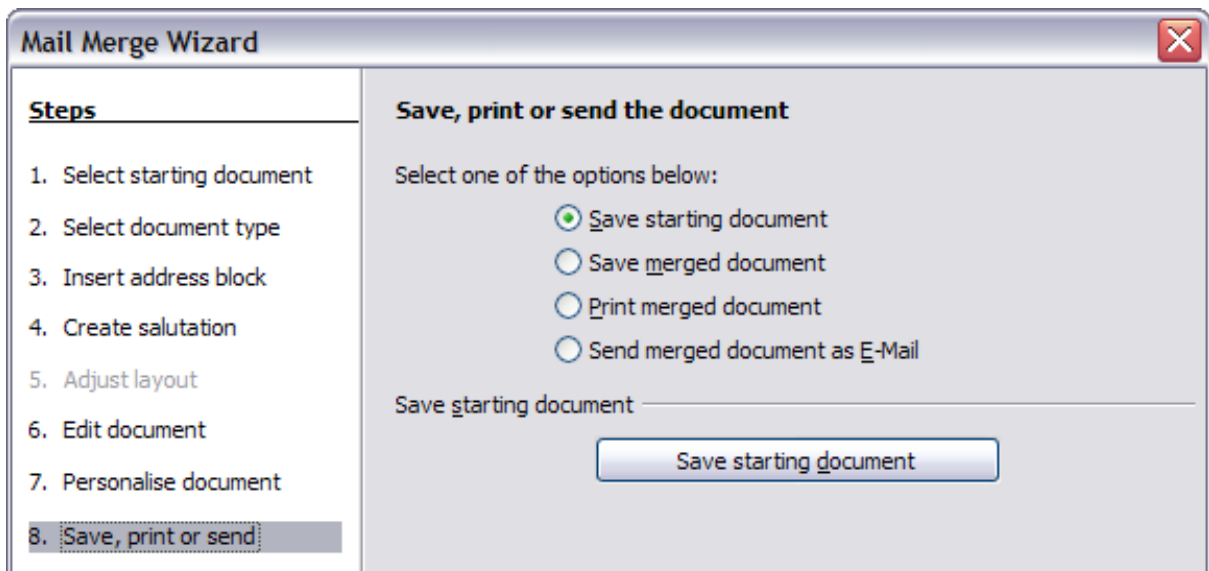 Mail Merge Wizard
Steps
1. Select starting document
2. Select document type
3. Insert address block
4. Create salutation
5. Adjust layout
6. Edit document
7. Personalise document
8. Save, print or send
Save, print or send the document
Select one of the options below:
Save starting document
Save merged document
Print merged document
Send merged document as E-Mail
Save starting document
Save starting document